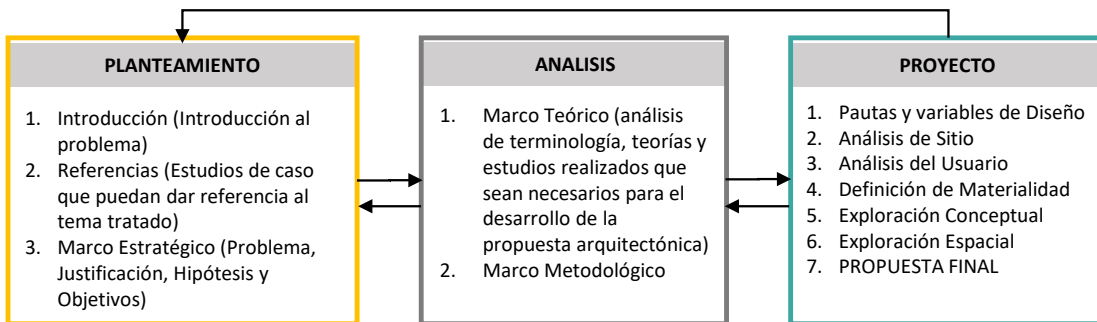 PLANTEAMIENTO
1. Introducción (Introducción al
problema)
2. Referencias (Estudios de caso
que puedan dar referencia al
tema tratado)
3. Marco Estratégico (Problema,
Justificación, Hipótesis y
Objetivos)
ANALISIS
1. Marco Teórico (análisis
de terminología, teorías y
estudios realizados que
sean necesarios para el
desarrollo de la
propuesta arquitectónica)
2. Marco Metodológico
PROYECTO
1. Pautas y variables de Diseño
2. Análisis de Sitio
3. Análisis del Usuario
4. Definición de Materialidad
5. Exploración Conceptual
6. Exploración Espacial
7. PROPUESTA FINAL